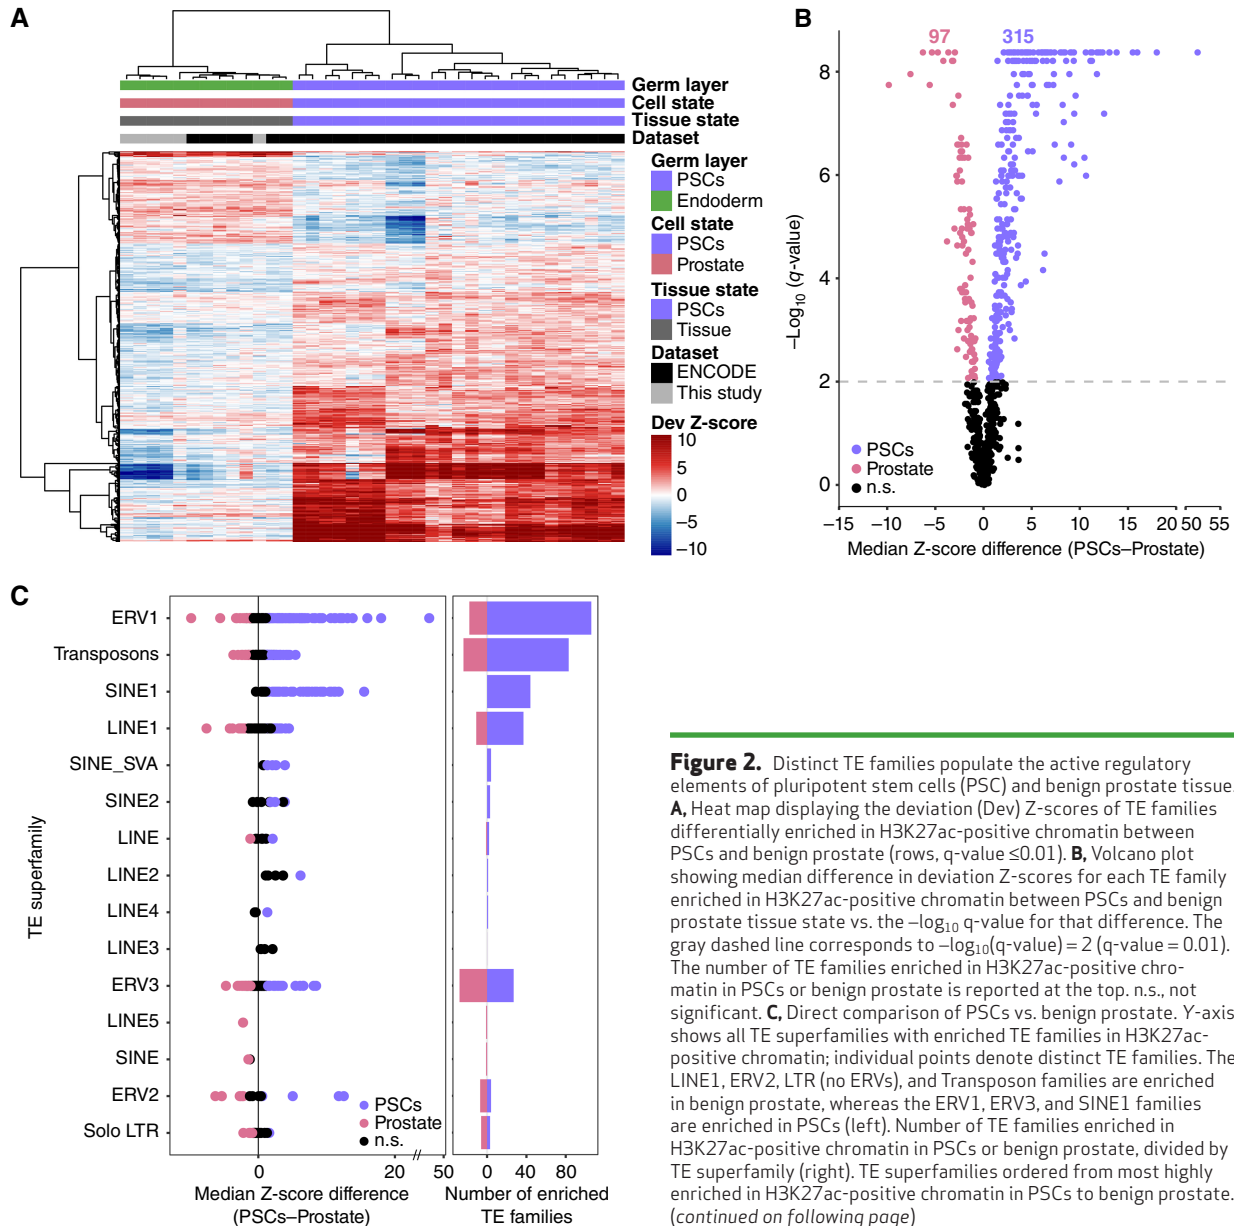 A
Germ layer
Cell state
Tissue state
Dataset
Germ layer
PSCs
Endoderm
Cell state
PSCs
Prostate
Tissue state
PSCs
Tissue
Dataset
ENCODE
This study
Dev Z-score
10
5
0
−5
−10
B
97
315
−Log10 (q-value)
8
6
4
2
0
PSCs
Prostate
n.s.
−15
−10
−5
0
5
10
15
20
50
55
Median Z-score difference (PSCs–Prostate)
C
TE superfamily
ERV1
Transposons
SINE1
LINE1
SINE_SVA
SINE2
LINE
LINE2
LINE4
LINE3
ERV3
LINE5
SINE
ERV2
Solo LTR
PSCs
Prostate
n.s.
0
20
50
Median Z-score difference
(PSCs–Prostate)
0
40
80
Number of enriched
TE families
Figure 2. Distinct TE families populate the active regulatory
elements of pluripotent stem cells (PSC) and benign prostate tissue.
A, Heat map displaying the deviation (Dev) Z-scores of TE families
differentially enriched in H3K27ac-positive chromatin between
PSCs and benign prostate (rows, q-value ≤0.01). B, Volcano plot
showing median difference in deviation Z-scores for each TE family
enriched in H3K27ac-positive chromatin between PSCs and benign
prostate tissue state vs. the −log10 q-value for that difference. The
gray dashed line corresponds to −log10(q-value) = 2 (q-value = 0.01).
The number of TE families enriched in H3K27ac-positive chro-
matin in PSCs or benign prostate is reported at the top. n.s., not
significant. C, Direct comparison of PSCs vs. benign prostate. Y-axis
shows all TE superfamilies with enriched TE families in H3K27ac-
positive chromatin; individual points denote distinct TE families. The
LINE1, ERV2, LTR (no ERVs), and Transposon families are enriched
in benign prostate, whereas the ERV1, ERV3, and SINE1 families
are enriched in PSCs (left). Number of TE families enriched in
H3K27ac-positive chromatin in PSCs or benign prostate, divided by
TE superfamily (right). TE superfamilies ordered from most highly
enriched in H3K27ac-positive chromatin in PSCs to benign prostate.
(continued on following page)